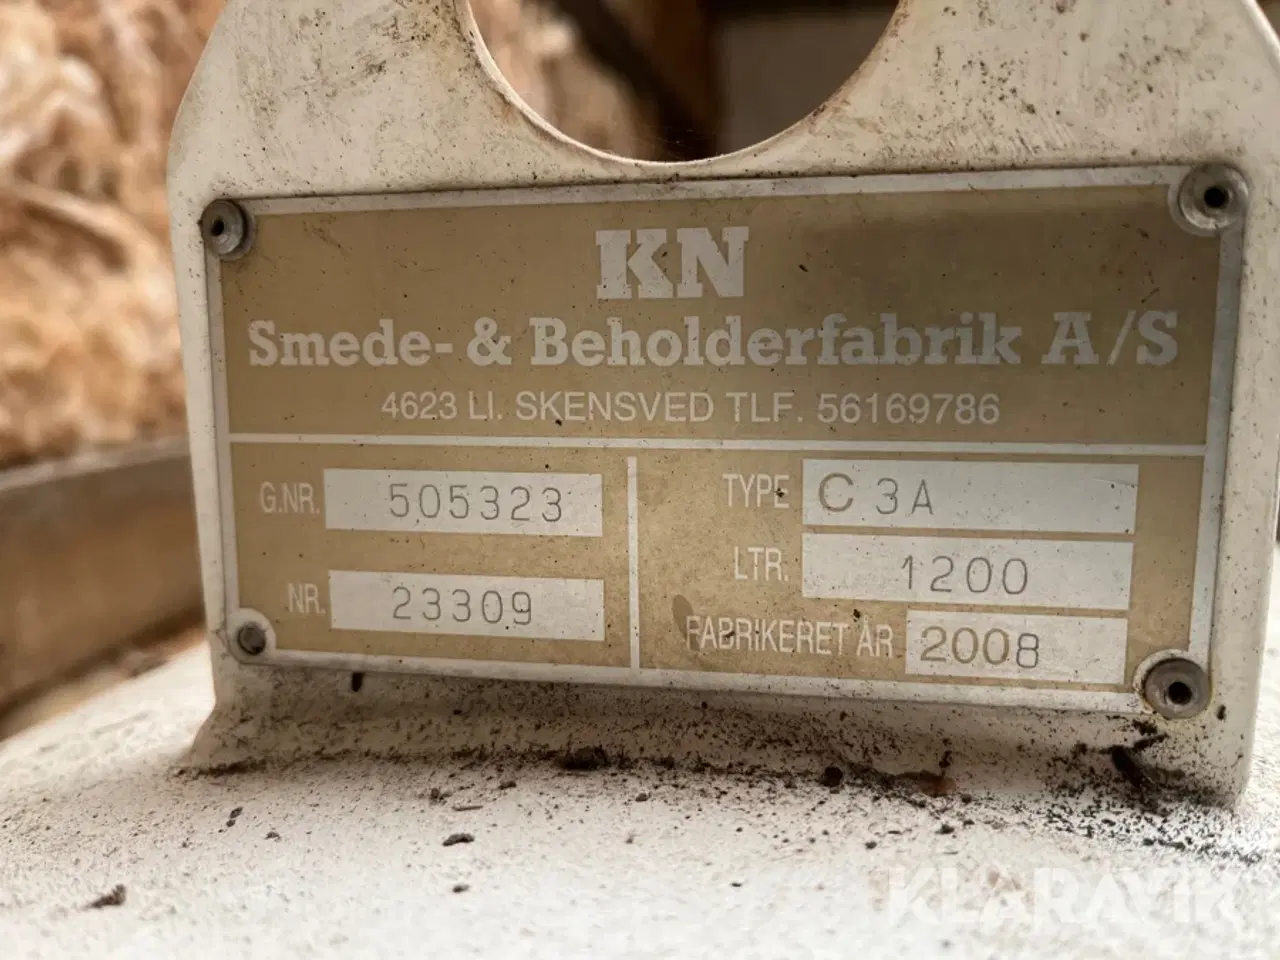 KN
Smede- & Beholderfabrik A/S
4623 LI. SKENSVED TLF. 56169786
G.NR. 505323
NR. 23309
TYPE C 3A
LTR. 1200
FABRIKERET ÅR 2008
KLARAVIK